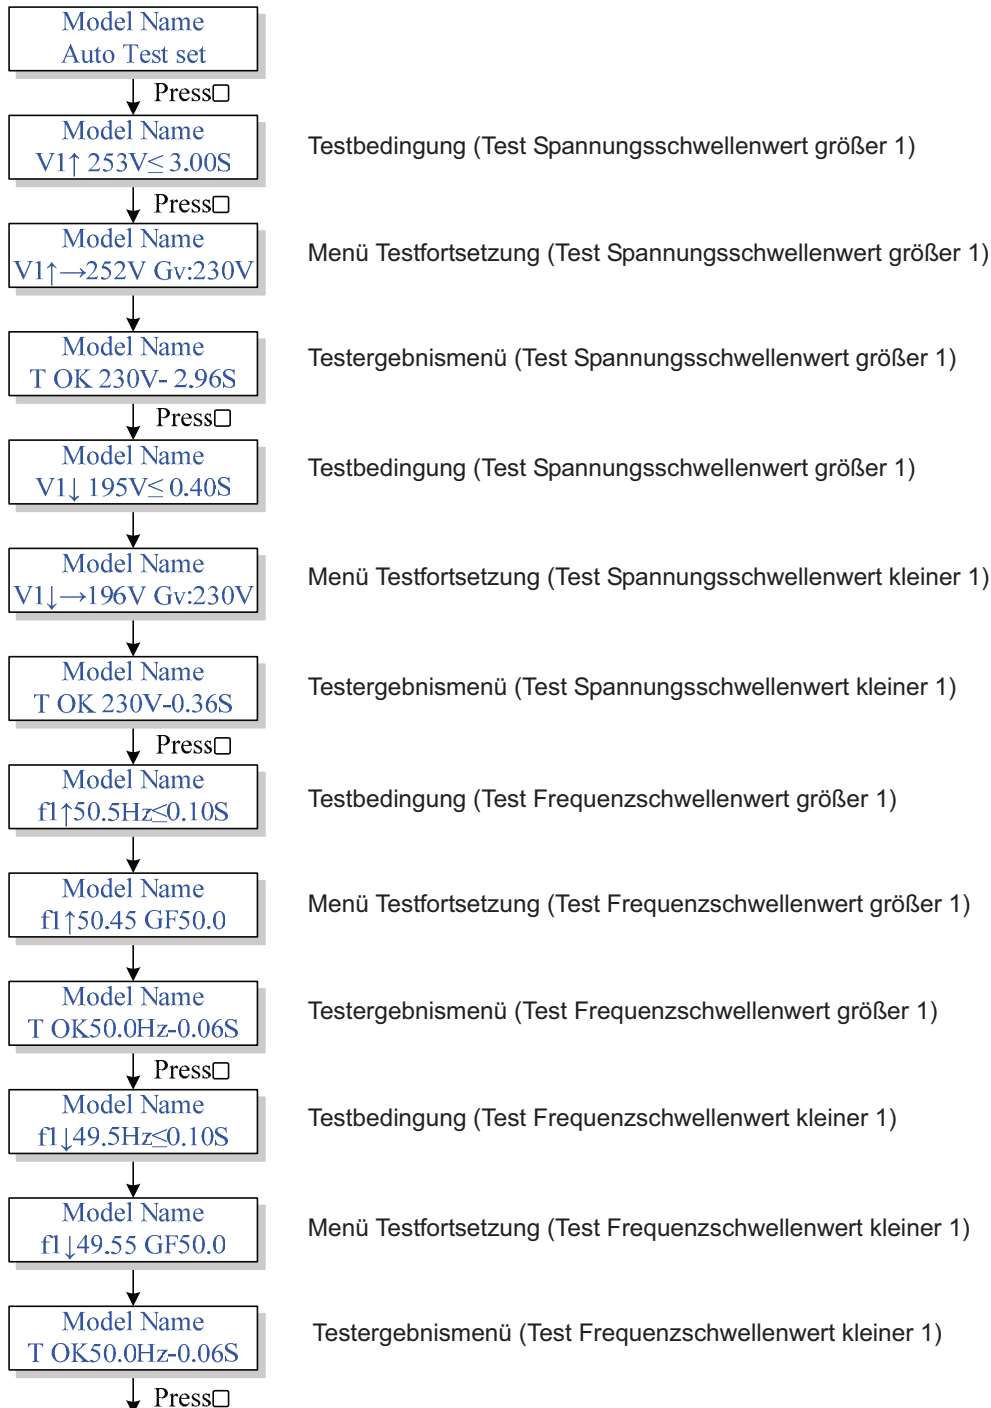 Model Name
Auto Test set
Press□
Model Name
V1↑ 253V≤ 3.00S
Testbedingung (Test Spannungsschwellenwert größer 1)
Press□
Model Name
V1↑→252V Gv:230V
Menü Testfortsetzung (Test Spannungsschwellenwert größer 1)
Model Name
T OK 230V- 2.96S
Testergebnismenü (Test Spannungsschwellenwert größer 1)
Press□
Model Name
V1↓ 195V≤ 0.40S
Testbedingung (Test Spannungsschwellenwert größer 1)
Model Name
V1↓→196V Gv:230V
Menü Testfortsetzung (Test Spannungsschwellenwert kleiner 1)
Model Name
T OK 230V-0.36S
Testergebnismenü (Test Spannungsschwellenwert kleiner 1)
Press□
Model Name
f1↑50.5Hz≤0.10S
Testbedingung (Test Frequenzschwellenwert größer 1)
Model Name
f1↑50.45 GF50.0
Menü Testfortsetzung (Test Frequenzschwellenwert größer 1)
Model Name
T OK50.0Hz-0.06S
Testergebnismenü (Test Frequenzschwellenwert größer 1)
Press□
Model Name
f1↓49.5Hz≤0.10S
Testbedingung (Test Frequenzschwellenwert kleiner 1)
Model Name
f1↓49.55 GF50.0
Menü Testfortsetzung (Test Frequenzschwellenwert kleiner 1)
Model Name
T OK50.0Hz-0.06S
Testergebnismenü (Test Frequenzschwellenwert kleiner 1)
Press□